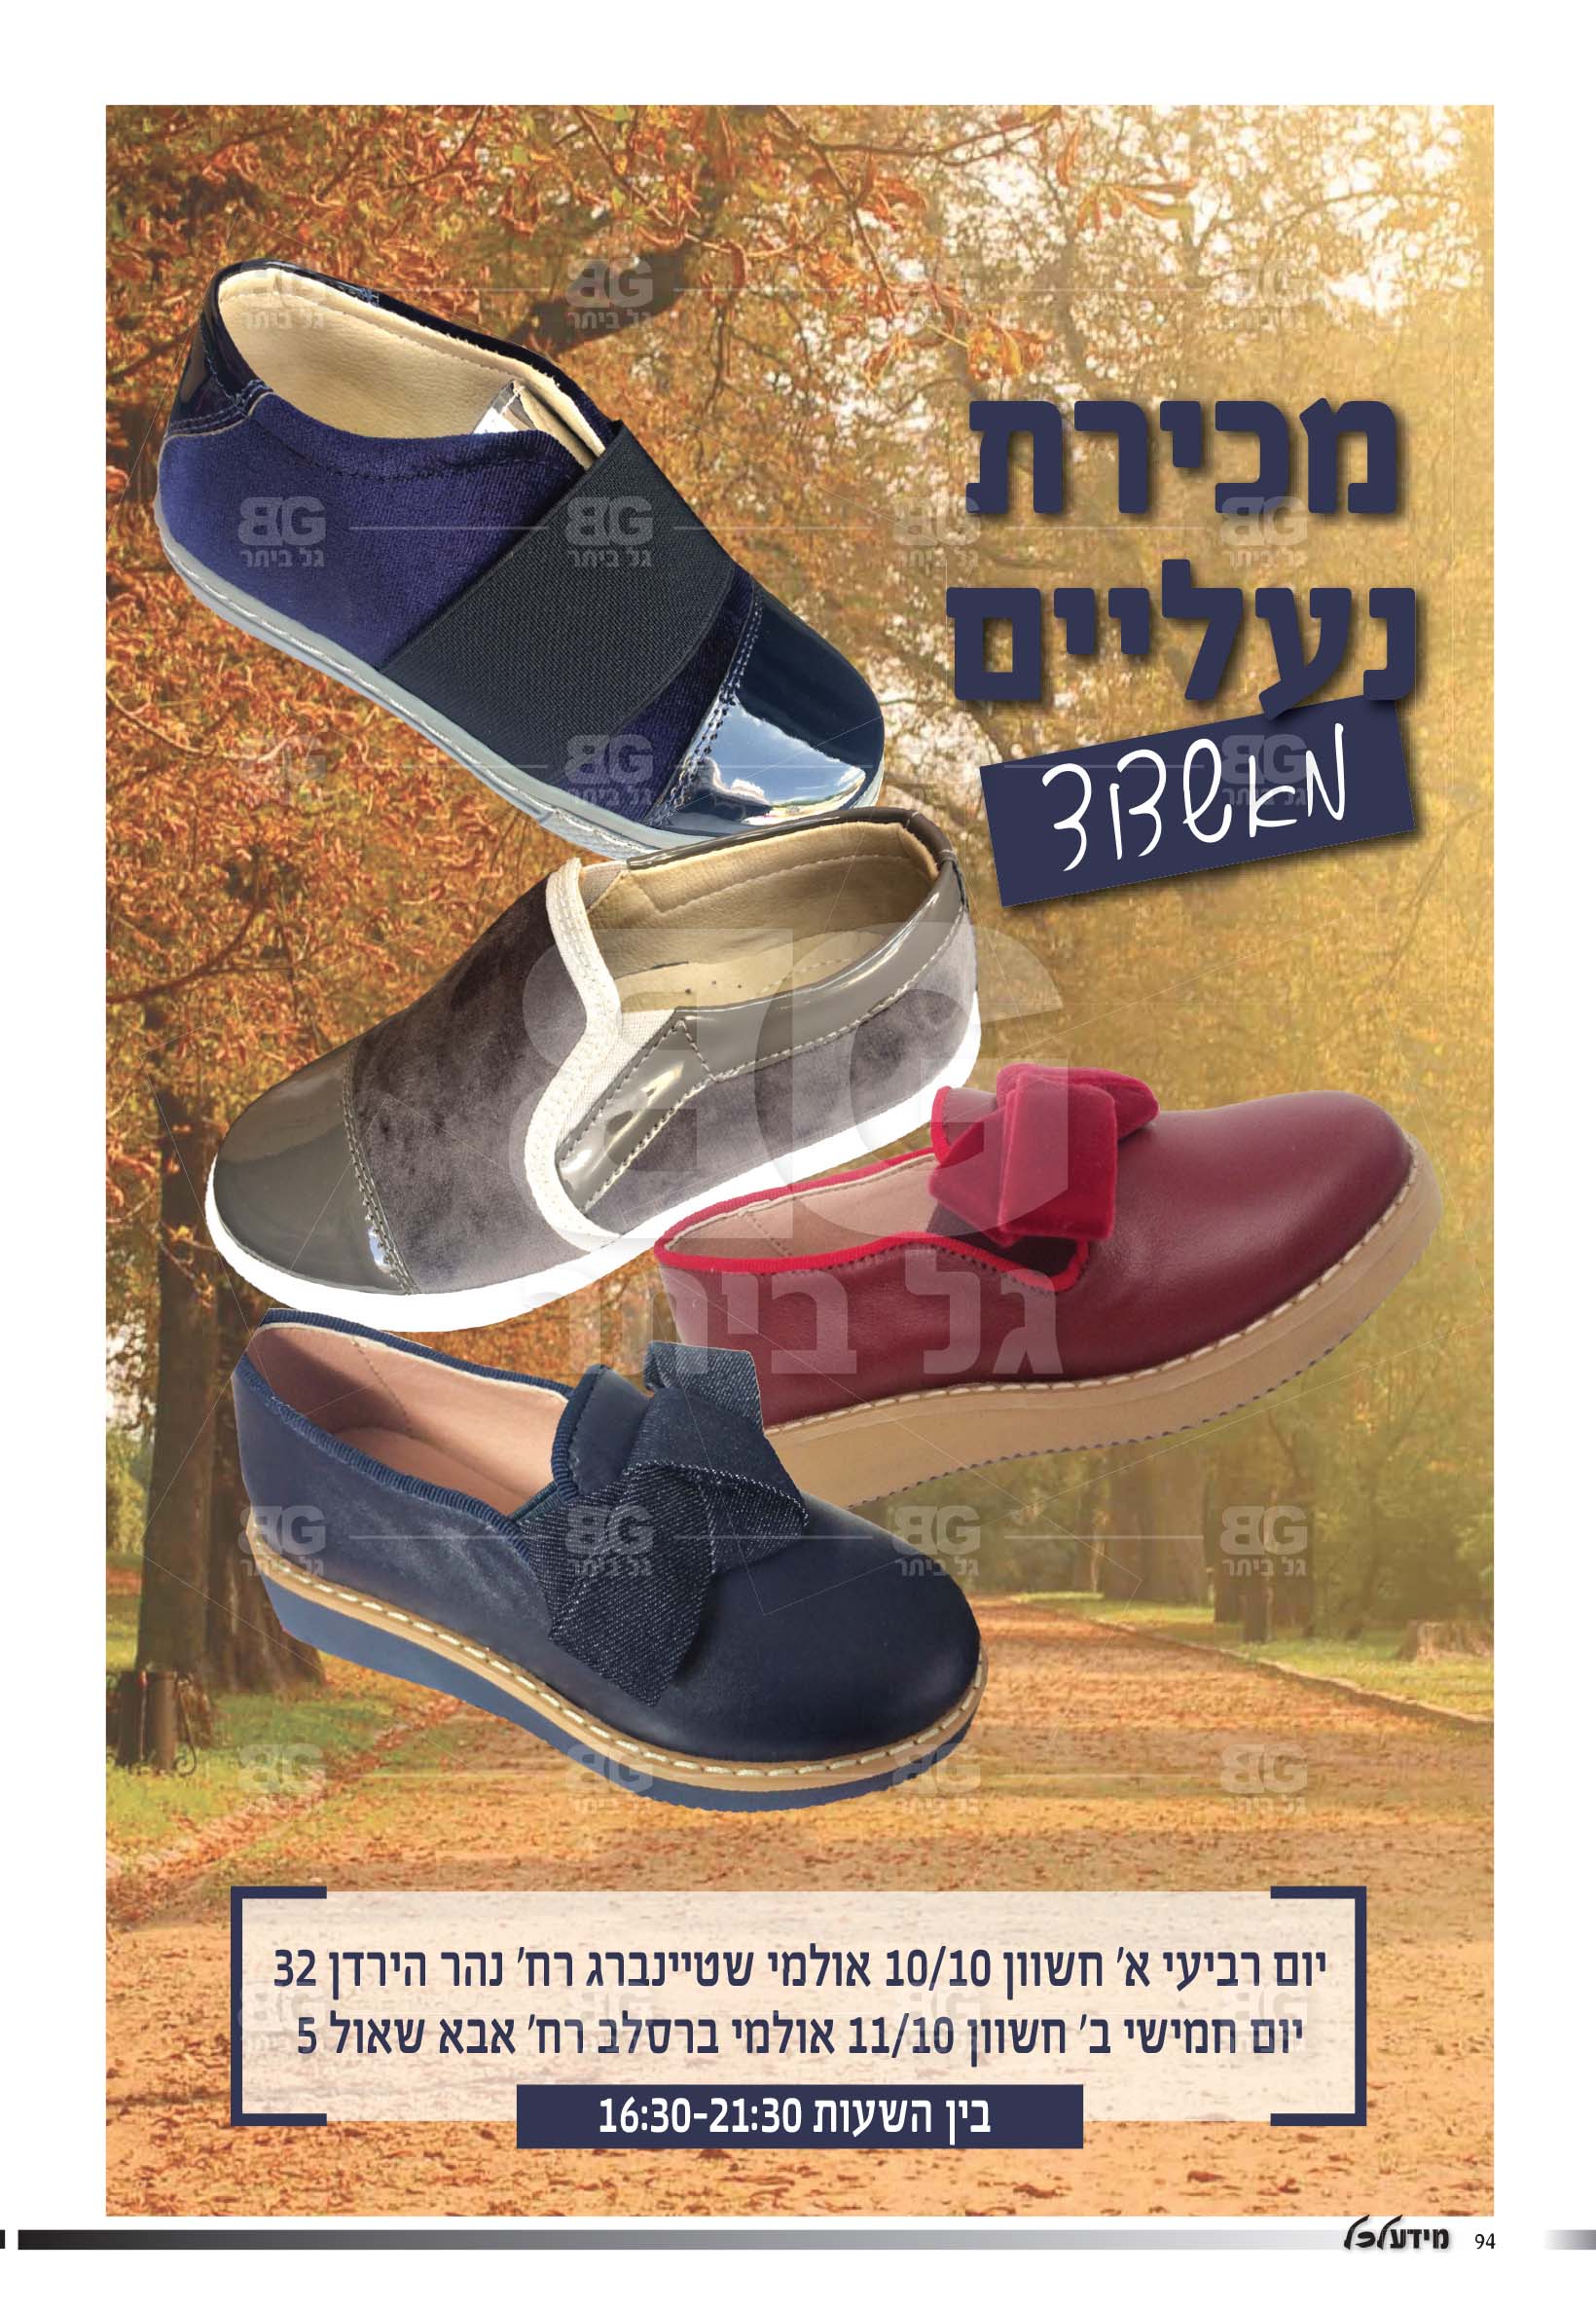 מכירת
נעליים
מאשדוד
BG
גל ביתר
יום רביעי א' חשוון 10/10 אולמי שטיינברג רח' נהר הירדן 32
יום חמישי ב' חשוון 11/10 אולמי ברסלב רח' אבא שאול 5
בין השעות 16:30-21:30
מידע לכל
94